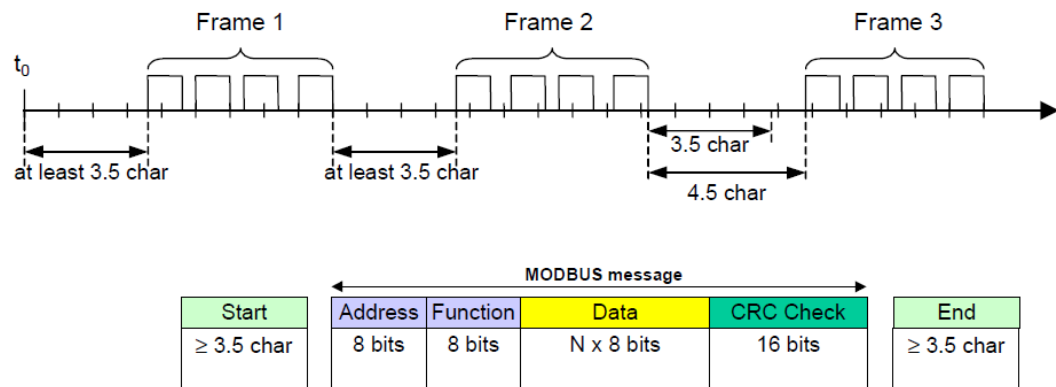 Frame 1 Frame 2 Frame 3
t0
3.5 char
at least 3.5 char at least 3.5 char
4.5 char
MODBUS message
Start Address Function Data CRC Check End
≥ 3.5 char 8 bits 8 bits N x 8 bits 16 bits ≥ 3.5 char